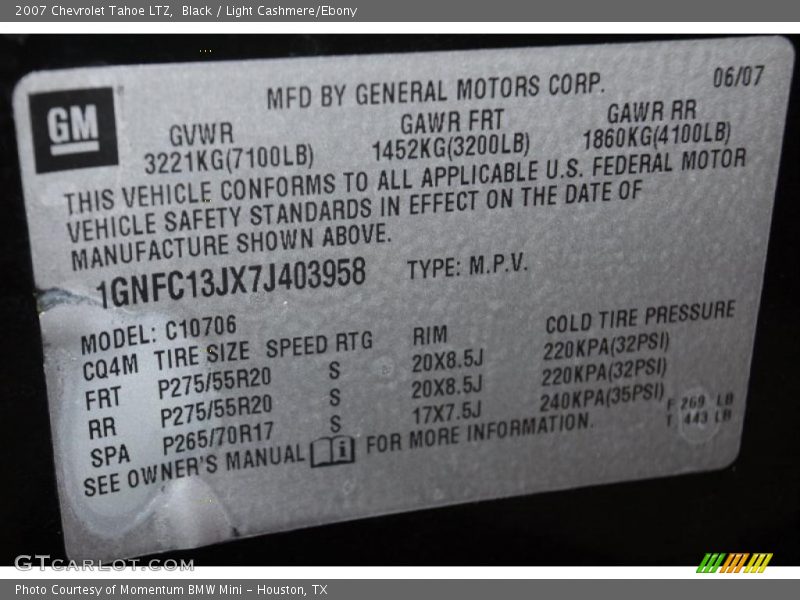 2007 Chevrolet Tahoe LTZ, Black / Light Cashmere/Ebony
GM
MFD BY GENERAL MOTORS CORP. 06/07
GVWR GAWR FRT GAWR RR
3221KG(7100LB) 1452KG(3200LB) 1860KG(4100LB)
THIS VEHICLE CONFORMS TO ALL APPLICABLE U.S. FEDERAL MOTOR
VEHICLE SAFETY STANDARDS IN EFFECT ON THE DATE OF
MANUFACTURE SHOWN ABOVE.
1GNFC13JX7J403958 TYPE: M.P.V.
MODEL: C10706
CQ4M TIRE SIZE SPEED RTG RIM COLD TIRE PRESSURE
FRT P275/55R20 S 20X8.5J 220KPA(32PSI)
RR P275/55R20 S 20X8.5J 220KPA(32PSI)
SPA P265/70R17 S 17X7.5J 240KPA(35PSI)
SEE OWNER'S MANUAL i FOR MORE INFORMATION.
F 269 LB
T 443 LB
GTCARLOT.COM
Photo Courtesy of Momentum BMW Mini - Houston, TX